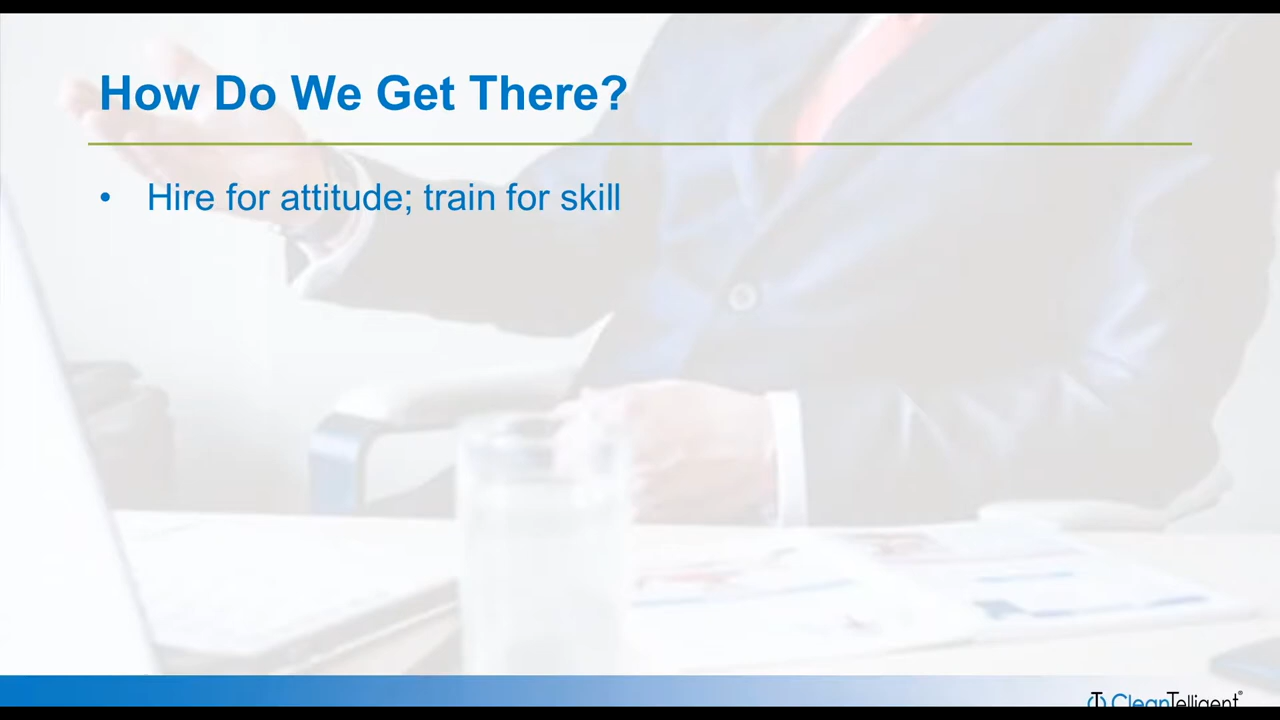 How Do We Get There?
• Hire for attitude; train for skill
CleanTelligent®